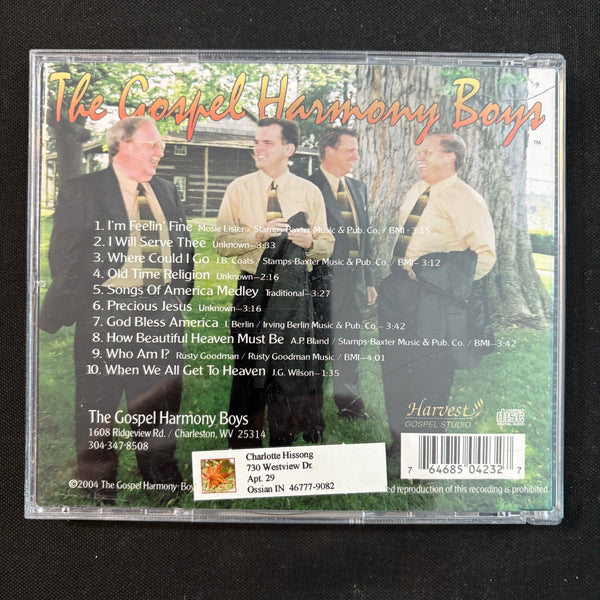 The Gospel Harmony Boys
TM
1. I'm Feelin' Fine Mosie Lister / Stamps-Baxter Music & Pub. Co. / BMI - 3:15
2. I Will Serve Thee Unknown—3:33
3. Where Could I Go J.B. Coats / Stamps-Baxter Music & Pub. Co. / BMI— 3:12
4. Old Time Religion Unknown—2:16
5. Songs Of America Medley Traditional—3:27
6. Precious Jesus Unknown—3:16
7. God Bless America I. Berlin / Irving Berlin Music & Pub. Co. / —3:42
8. How Beautiful Heaven Must Be A.P. Bland / Stamps-Baxter Music & Pub. Co. / BMI—3:42
9. Who Am I? Rusty Goodman / Rusty Goodman Music / BMI—4:01
10. When We All Get To Heaven J.G. Wilson—1:35
The Gospel Harmony Boys
1608 Ridgeview Rd. / Charleston, WV 25314
304-347-8508
Harvest
GOSPEL STUDIO
COMPACT
disc
DIGITAL AUDIO
7 64685 04232 7
Charlotte Hissong
730 Westview Dr.
Apt. 29
Ossian IN 46777-9082
©2004 The Gospel Harmony Boy
ed reproduction of this recording is prohibited.